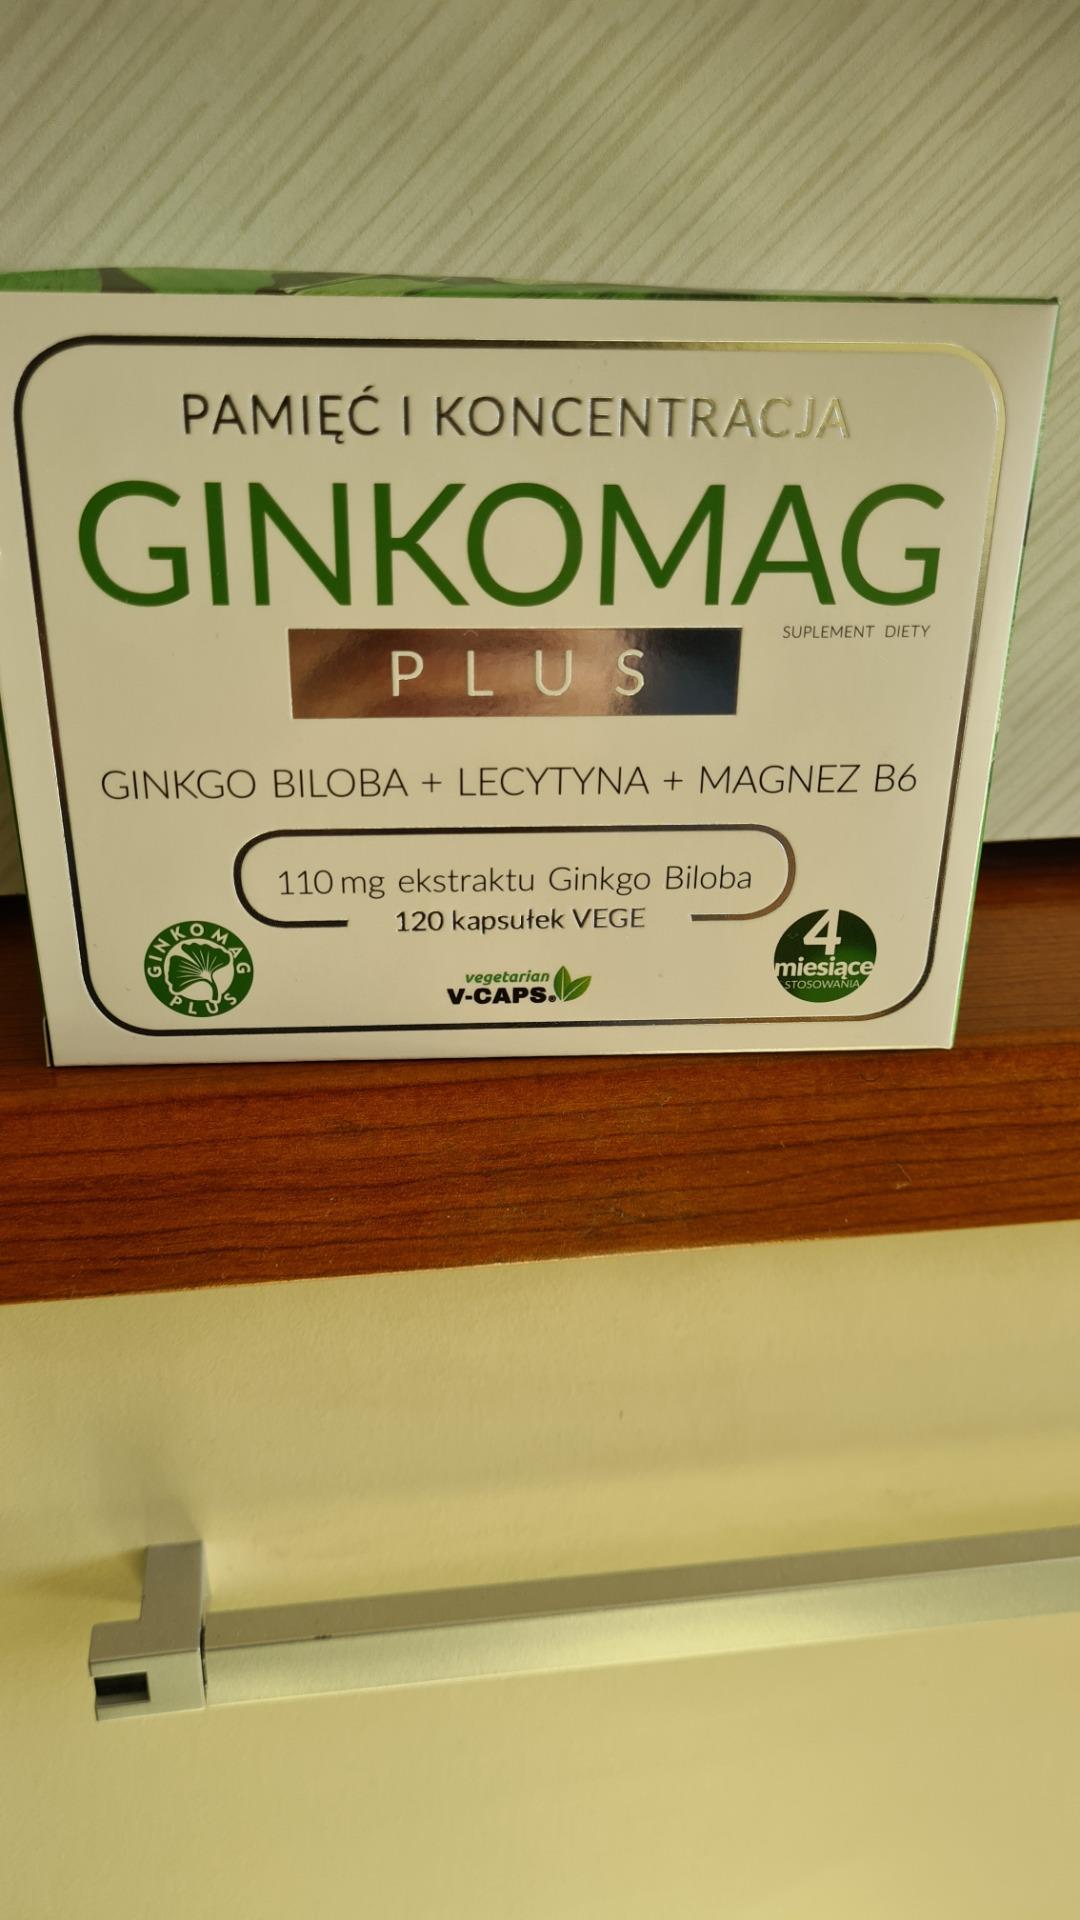 PAMIĘĆ I KONCENTRACJA
GINKOMAG
SUPLEMENT DIETY
PLUS
GINKGO BILOBA + LECYTYNA + MAGNEZ B6
110 mg ekstraktu Ginkgo Biloba
120 kapsułek VEGE
GINKOMAG
PLUS
vegetarian
V-CAPS®
4
miesiące
STOSOWANIA